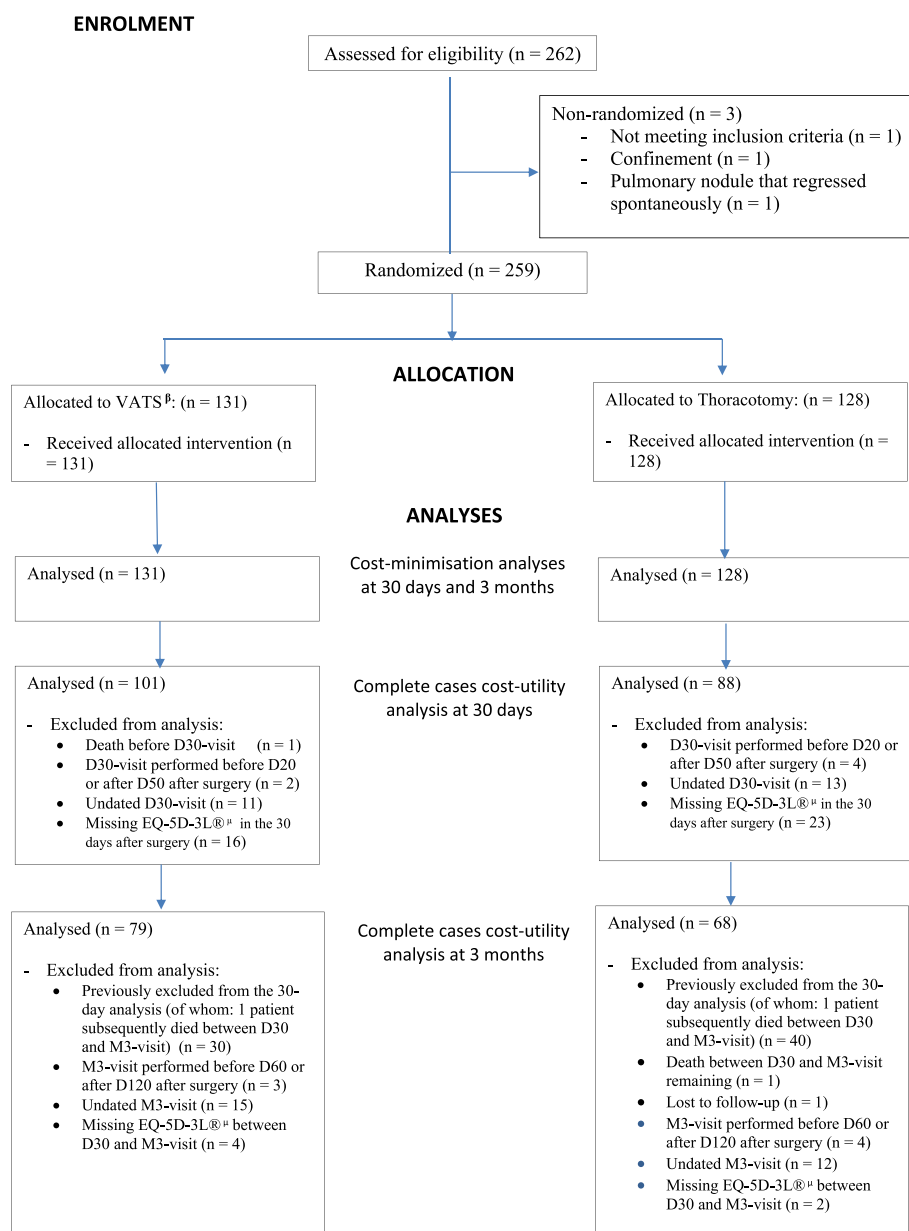 ENROLMENT
Assessed for eligibility (n = 262)
Non-randomized (n = 3)
- Not meeting inclusion criteria (n = 1)
- Confinement (n = 1)
- Pulmonary nodule that regressed
spontaneously (n = 1)
Randomized (n = 259)
ALLOCATION
Allocated to VATS β: (n = 131)
- Received allocated intervention (n
= 131)
Allocated to Thoracotomy: (n = 128)
- Received allocated intervention (n =
128)
ANALYSES
Analysed (n = 131)
Cost-minimisation analyses
at 30 days and 3 months
Analysed (n = 128)
Analysed (n = 101)
- Excluded from analysis:
• Death before D30-visit (n = 1)
• D30-visit performed before D20
or after D50 after surgery (n = 2)
• Undated D30-visit (n = 11)
• Missing EQ-5D-3L® μ in the 30
days after surgery (n = 16)
Complete cases cost-utility
analysis at 30 days
Analysed (n = 88)
- Excluded from analysis:
• D30-visit performed before D20 or
after D50 after surgery (n = 4)
• Undated D30-visit (n = 13)
• Missing EQ-5D-3L® μ in the 30
days after surgery (n = 23)
Analysed (n = 79)
- Excluded from analysis:
• Previously excluded from the 30-
day analysis (of whom: 1 patient
subsequently died between D30
and M3-visit) (n = 30)
• M3-visit performed before D60 or
after D120 after surgery (n = 3)
• Undated M3-visit (n = 15)
• Missing EQ-5D-3L® μ between
D30 and M3-visit (n = 4)
Complete cases cost-utility
analysis at 3 months
Analysed (n = 68)
- Excluded from analysis:
• Previously excluded from the 30-
day analysis (of whom: 1 patient
subsequently died between D30
and M3-visit) (n = 40)
• Death between D30 and M3-visit
remaining (n = 1)
• Lost to follow-up (n = 1)
• M3-visit performed before D60 or
after D120 after surgery (n = 4)
• Undated M3-visit (n = 12)
• Missing EQ-5D-3L® μ between
D30 and M3-visit (n = 2)